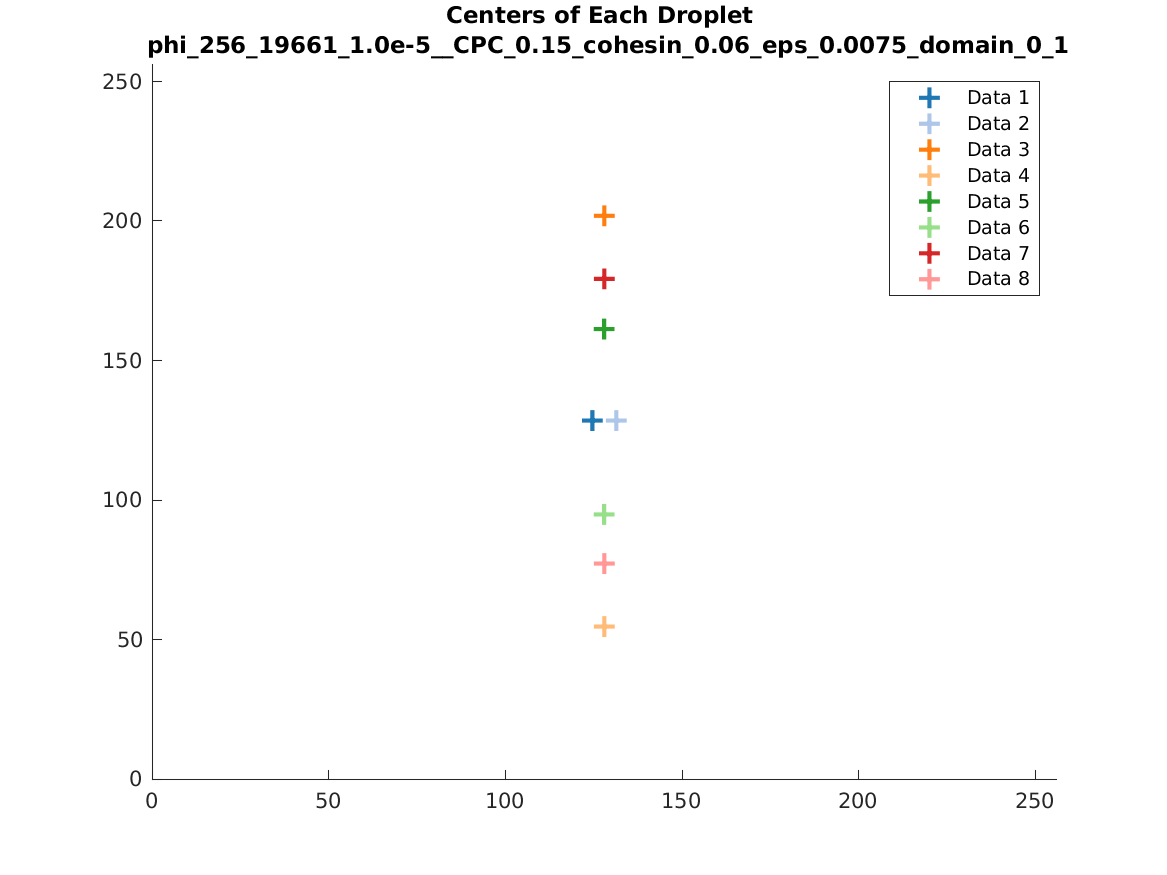 Centers of Each Droplet
phi_256_19661_1.0e-5__CPC_0.15_cohesin_0.06_eps_0.0075_domain_0_1
250
200
150
100
50
0
0 50 100 150 200 250
Data 1
Data 2
Data 3
Data 4
Data 5
Data 6
Data 7
Data 8